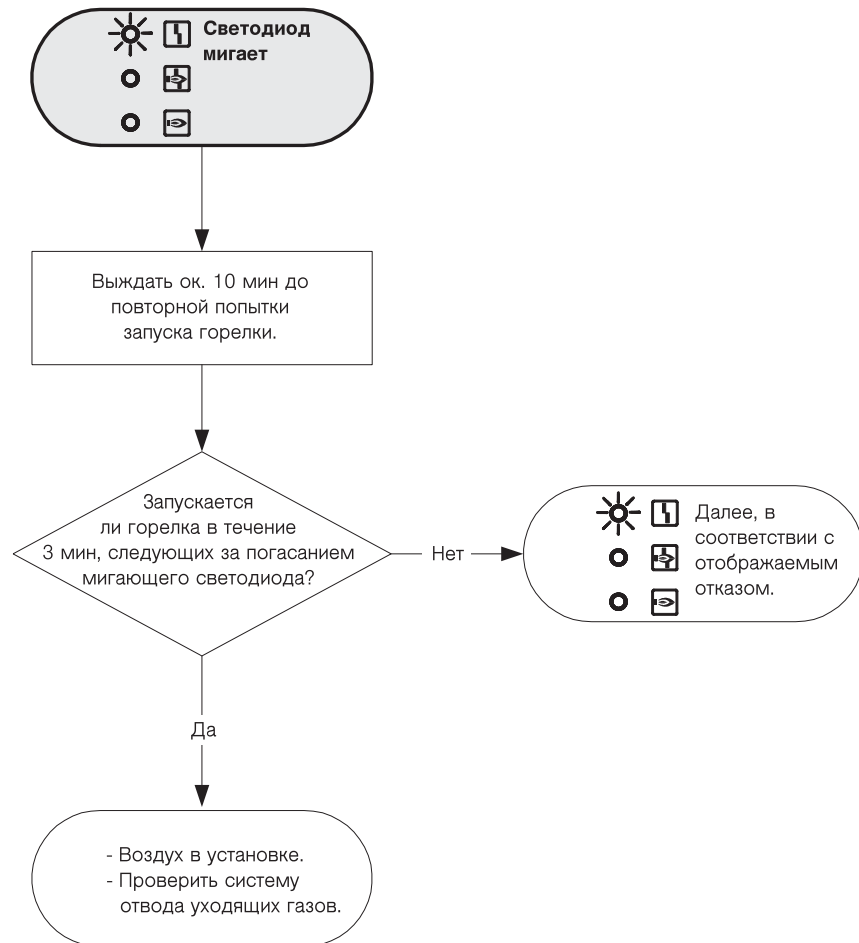 Светодиод
мигает
Выждать ок. 10 мин до
повторной попытки
запуска горелки.
Запускается
ли горелка в течение
3 мин, следующих за погасанием
мигающего светодиода?
Нет
Далее, в
соответствии с
отображаемым
отказом.
Да
- Воздух в установке.
- Проверить систему
отвода уходящих газов.